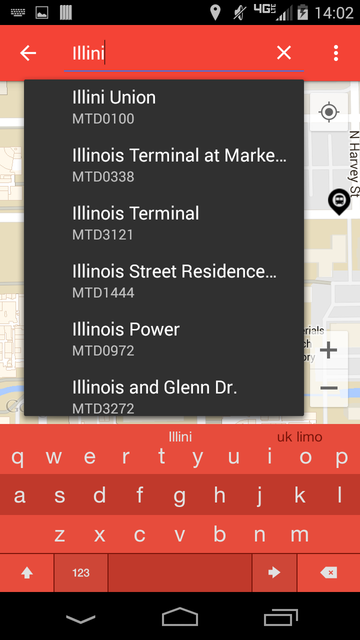 4G 14:02
Illini
Illini Union
MTD0100
Illinois Terminal at Marke...
MTD0338
Illinois Terminal
MTD3121
Illinois Street Residence...
MTD1444
Illinois Power
MTD0972
Illinois and Glenn Dr.
MTD3272
N Harvey St
Illini uk limo
q w e r t y u i o p
a s d f g h j k l
z x c v b n m
123